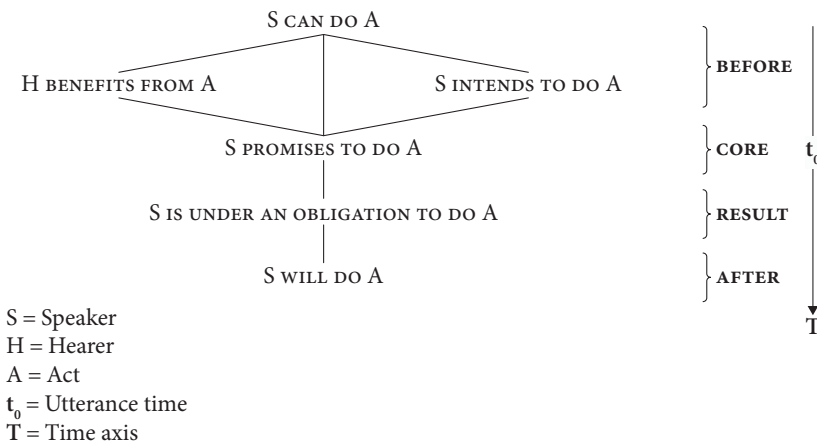 S CAN DO A
BEFORE
H BENEFITS FROM A S INTENDS TO DO A
S PROMISES TO DO A CORE t₀
S IS UNDER AN OBLIGATION TO DO A RESULT
S WILL DO A AFTER
T
S = Speaker
H = Hearer
A = Act
t₀ = Utterance time
T = Time axis